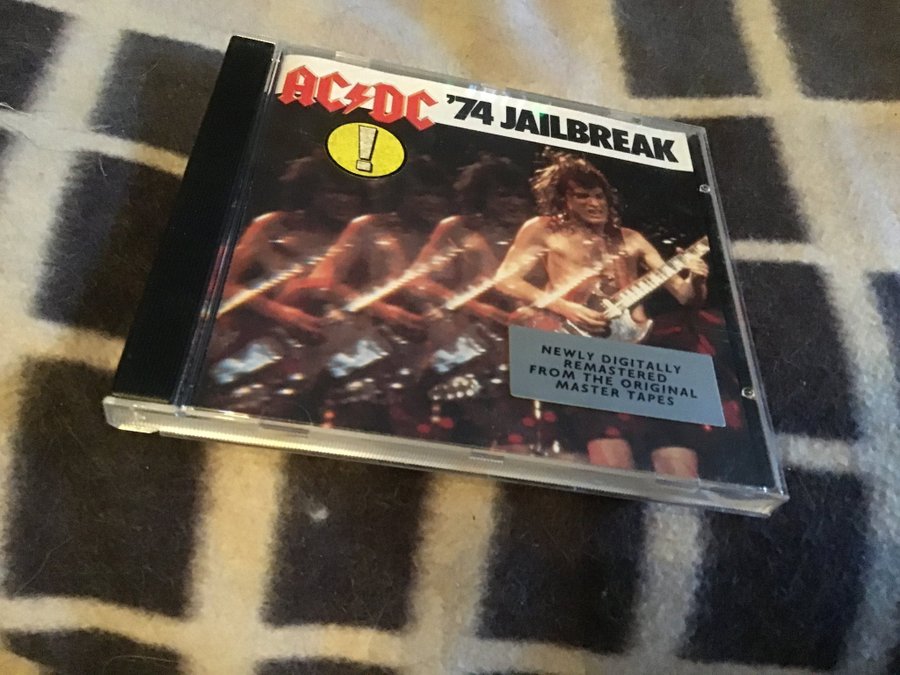 AC⚡DC '74 JAILBREAK
!
NEWLY DIGITALLY
REMASTERED
FROM THE ORIGINAL
MASTER TAPES